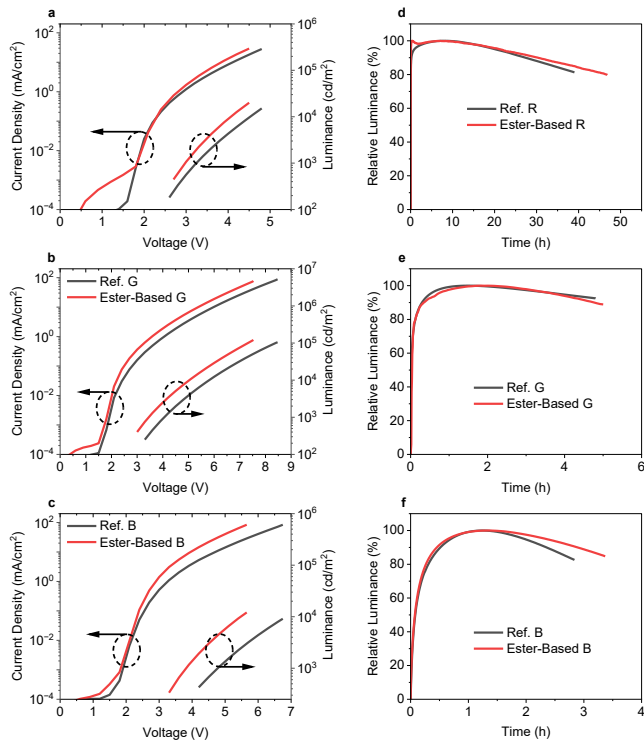 a
Current Density (mA/cm²)
10²
10⁰
10⁻²
10⁻⁴
0 1 2 3 4 5
Voltage (V)
10⁶
10⁵
10⁴
10³
10²
Luminance (cd/m²)
d
Relative Luminance (%)
100
80
60
40
20
0
Ref. R
Ester-Based R
0 10 20 30 40 50
Time (h)
b
Current Density (mA/cm²)
10²
10⁰
10⁻²
10⁻⁴
Ref. G
Ester-Based G
0 1 2 3 4 5 6 7 8 9
Voltage (V)
10⁷
10⁶
10⁵
10⁴
10³
10²
Luminance (cd/m²)
e
Relative Luminance (%)
100
80
60
40
20
0
Ref. G
Ester-Based G
0 2 4 6
Time (h)
c
Current Density (mA/cm²)
10²
10⁰
10⁻²
10⁻⁴
Ref. B
Ester-Based B
0 1 2 3 4 5 6 7
Voltage (V)
10⁶
10⁵
10⁴
10³
Luminance (cd/m²)
f
Relative Luminance (%)
100
80
60
40
20
0
Ref. B
Ester-Based B
0 1 2 3 4
Time (h)